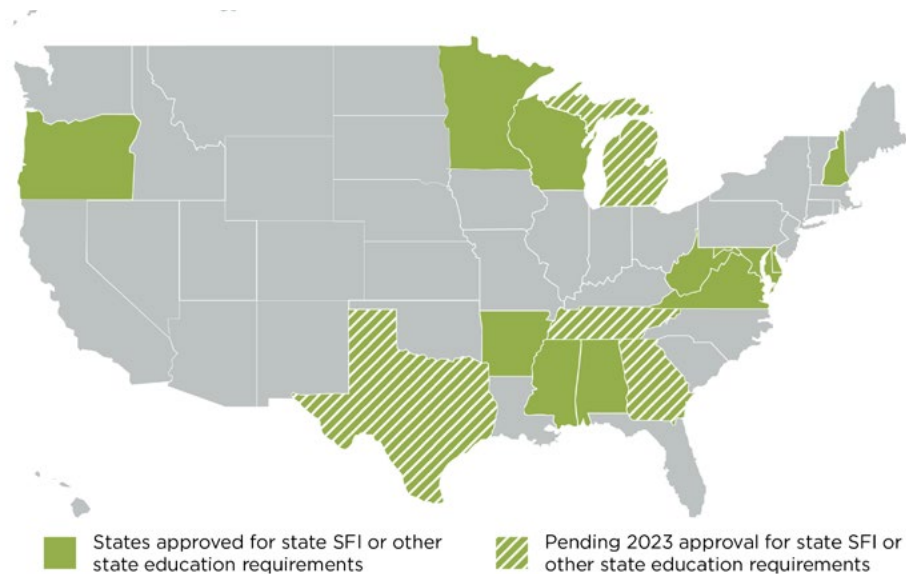 States approved for state SFI or other
state education requirements
Pending 2023 approval for state SFI or
other state education requirements